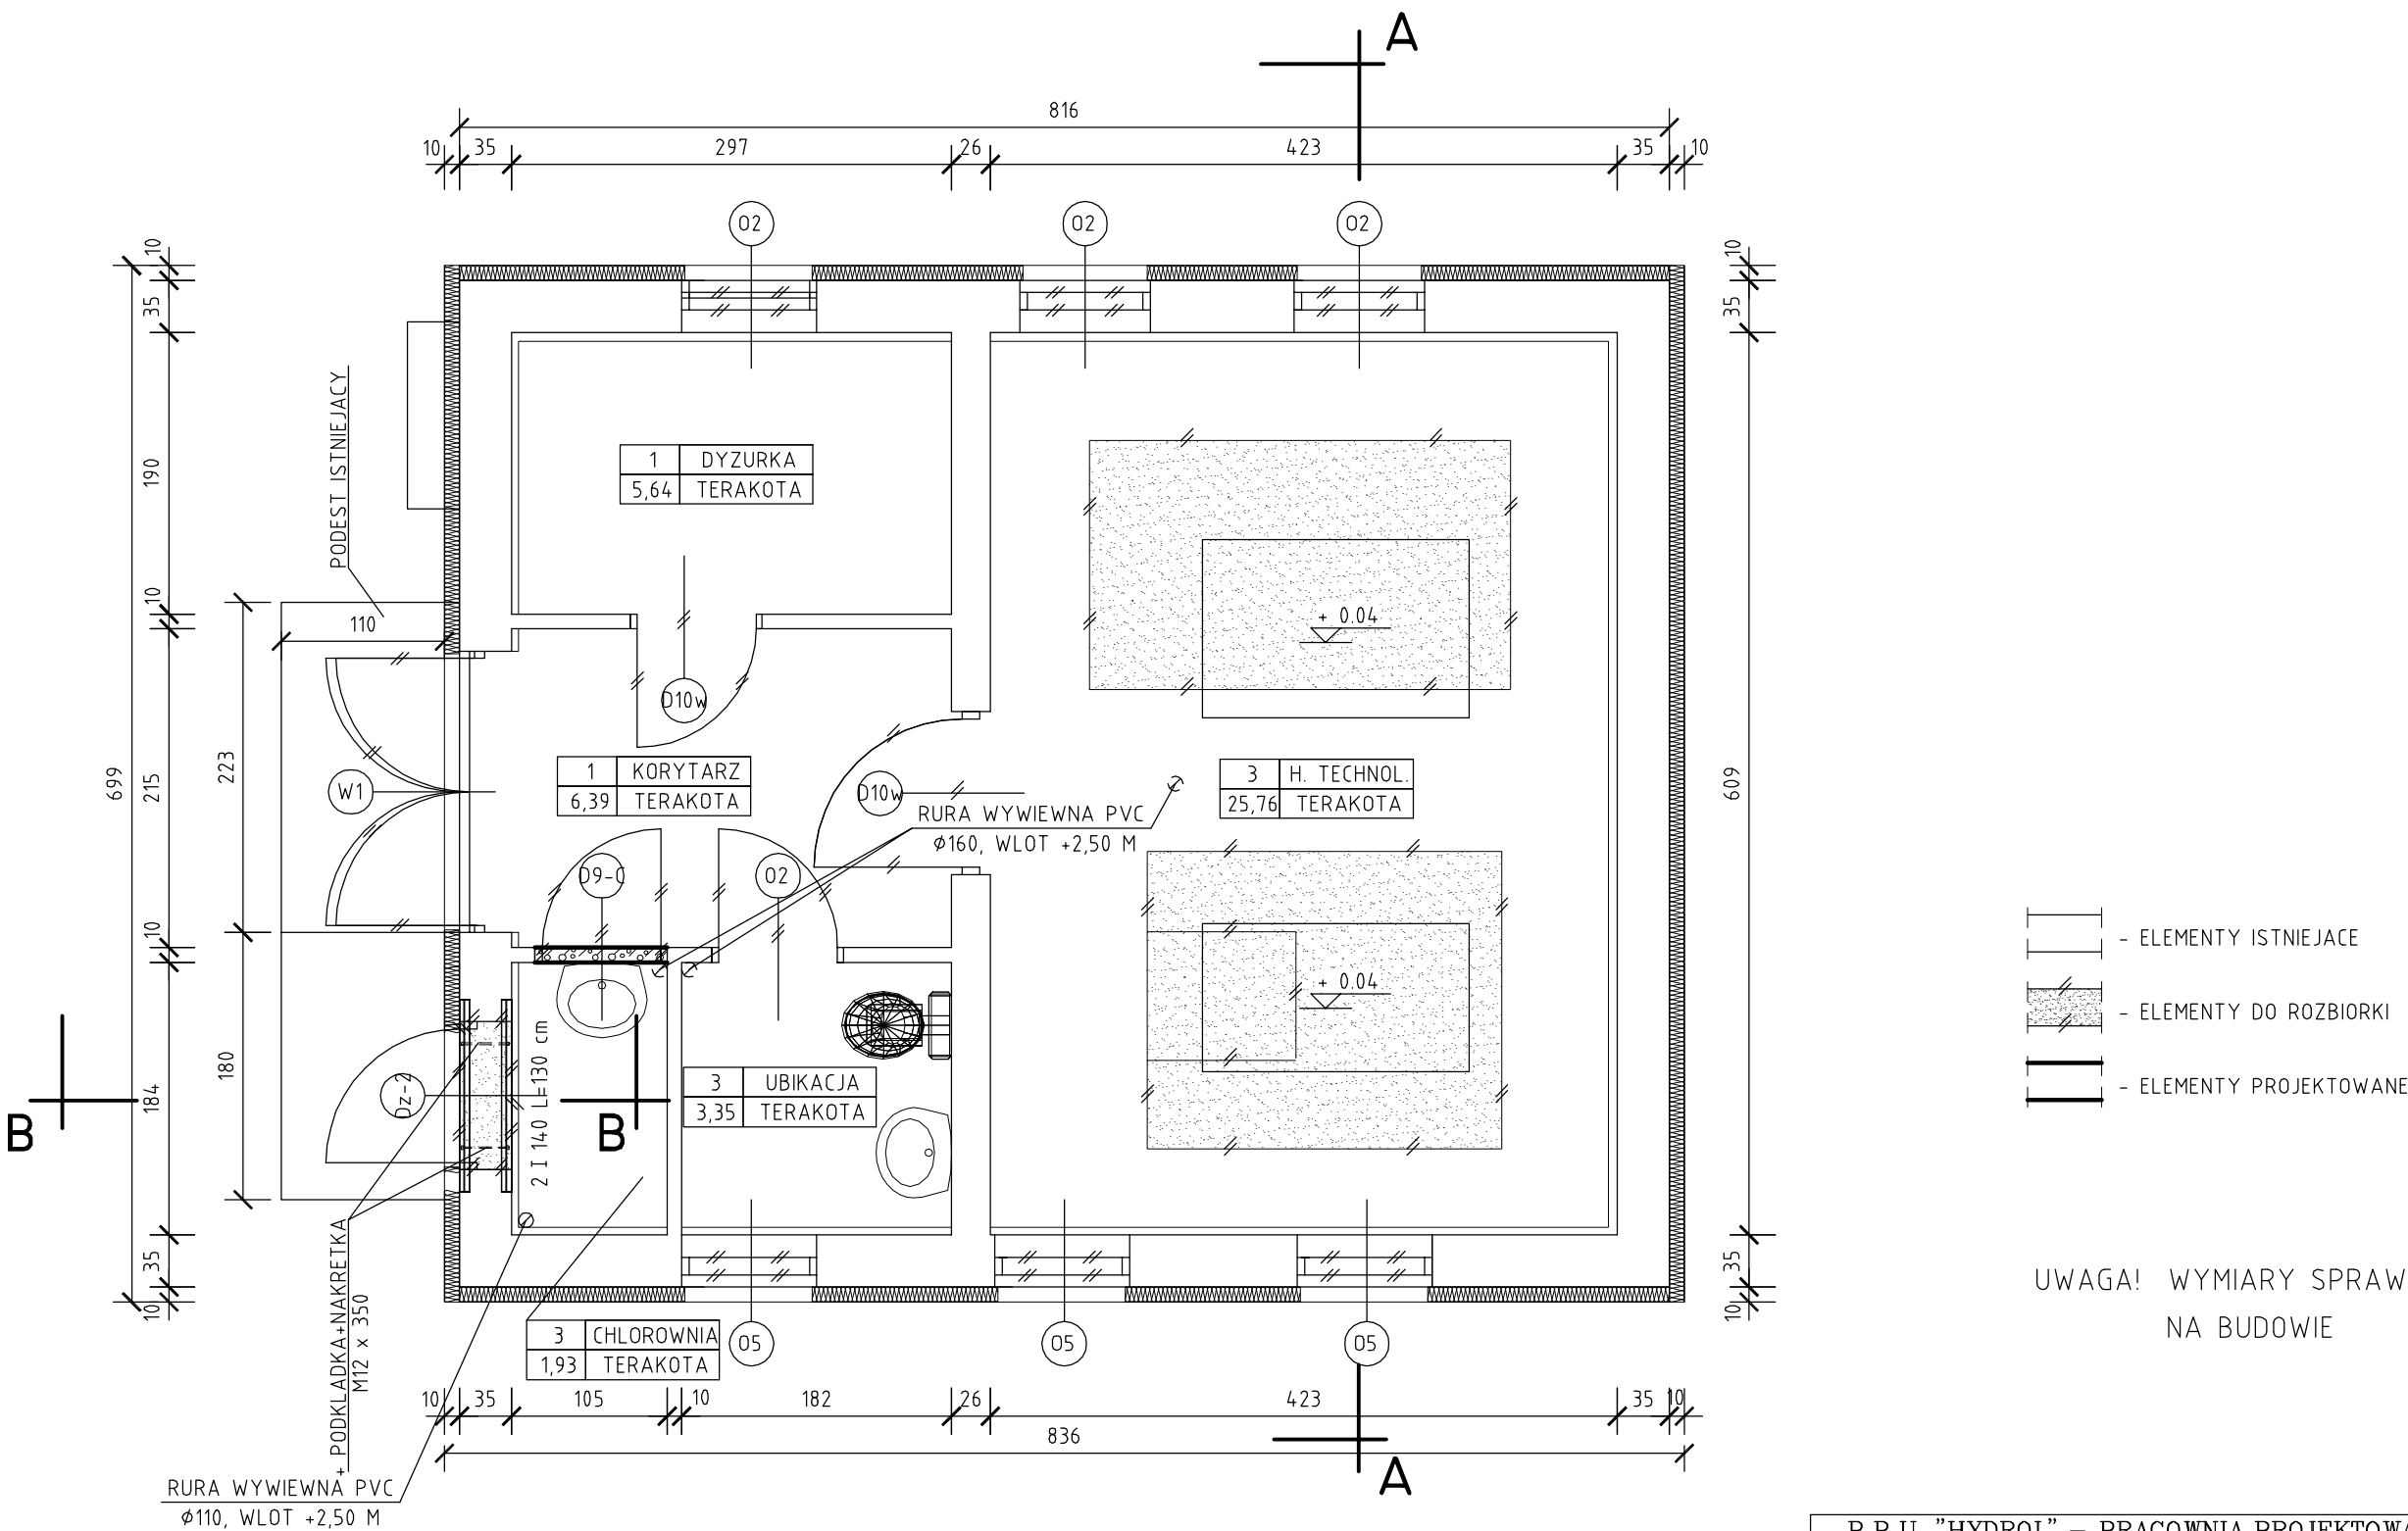 A
816
10 35 297 26 423 35 10
O2 O2 O2
10
35
190
10
215
10
184
35
10
699
223
180
110
PODEST ISTNIEJACY
10
35
609
35
10
1 DYZURKA
5,64 TERAKOTA
+ 0.04
D10w
W1
1 KORYTARZ
6,39 TERAKOTA
D10w
3 H. TECHNOL.
25,76 TERAKOTA
RURA WYWIEWNA PVC
ø160, WLOT +2,50 M
D9-C
O2
+ 0.04
- ELEMENTY ISTNIEJACE
- ELEMENTY DO ROZBIORKI
- ELEMENTY PROJEKTOWANE
Dz-2
2 I 140 L=130 cm
B B
3 UBIKACJA
3,35 TERAKOTA
+ PODKLADKA+NAKRETKA
M12 x 350
UWAGA! WYMIARY SPRAW
NA BUDOWIE
3 CHLOROWNIA
1,93 TERAKOTA
O5 O5 O5
10 35 105 10 182 26 423 35 10
836
A
RURA WYWIEWNA PVC
ø110, WLOT +2,50 M